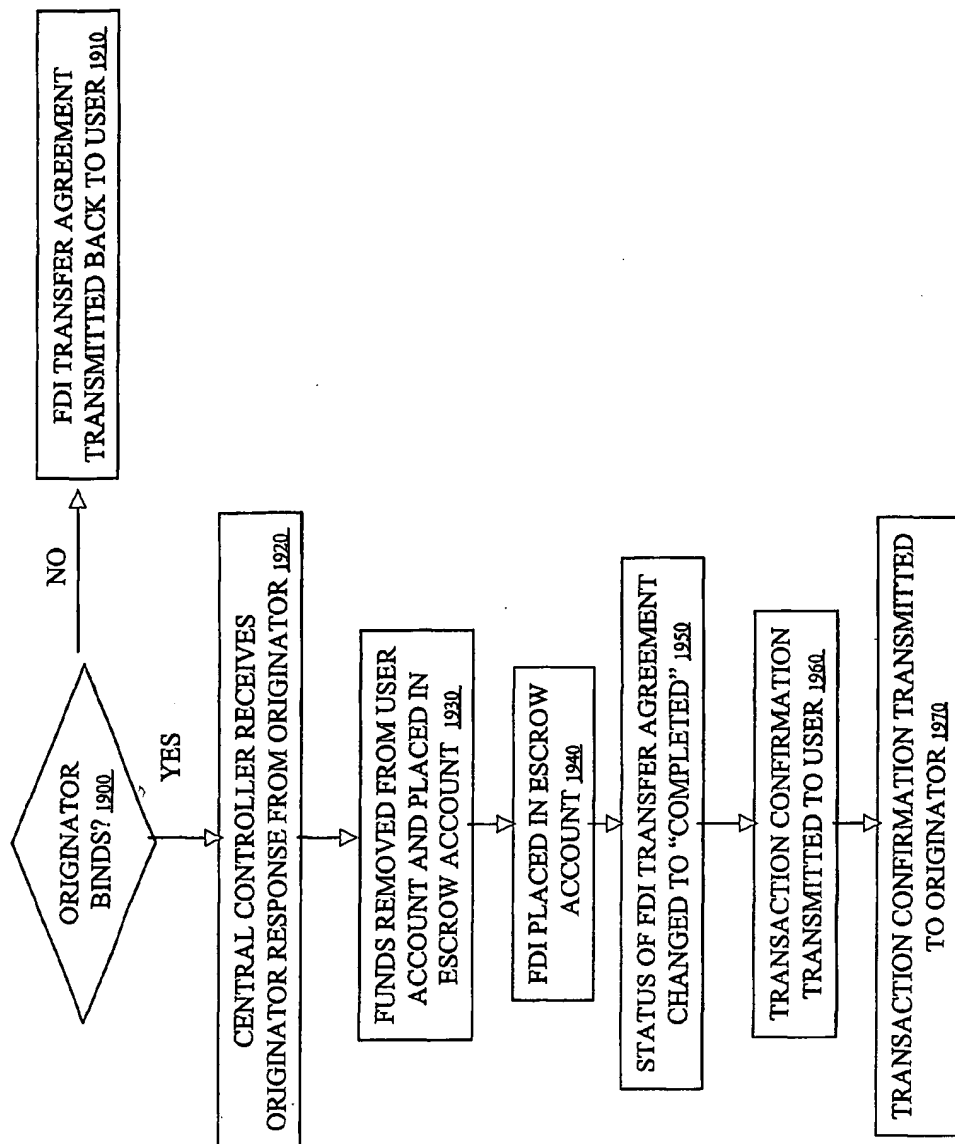 ORIGINATOR
BINDS? 1900
NO
FDI TRANSFER AGREEMENT
TRANSMITTED BACK TO USER 1910
YES
CENTRAL CONTROLLER RECEIVES
ORIGINATOR RESPONSE FROM ORIGINATOR 1920
FUNDS REMOVED FROM USER
ACCOUNT AND PLACED IN
ESCROW ACCOUNT 1930
FDI PLACED IN ESCROW
ACCOUNT 1940
STATUS OF FDI TRANSFER AGREEMENT
CHANGED TO "COMPLETED" 1950
TRANSACTION CONFIRMATION
TRANSMITTED TO USER 1960
TRANSACTION CONFIRMATION TRANSMITTED
TO ORIGINATOR 1970